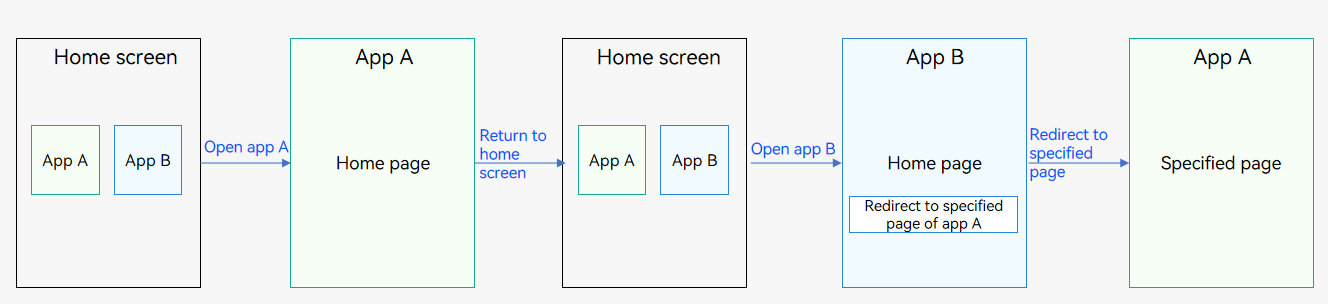 Home screen
App A
App B
Open app A
App A
Home page
Return to
home
screen
Home screen
App A
App B
Open app B
App B
Home page
Redirect to specified
page of app A
Redirect to
specified
page
App A
Specified page